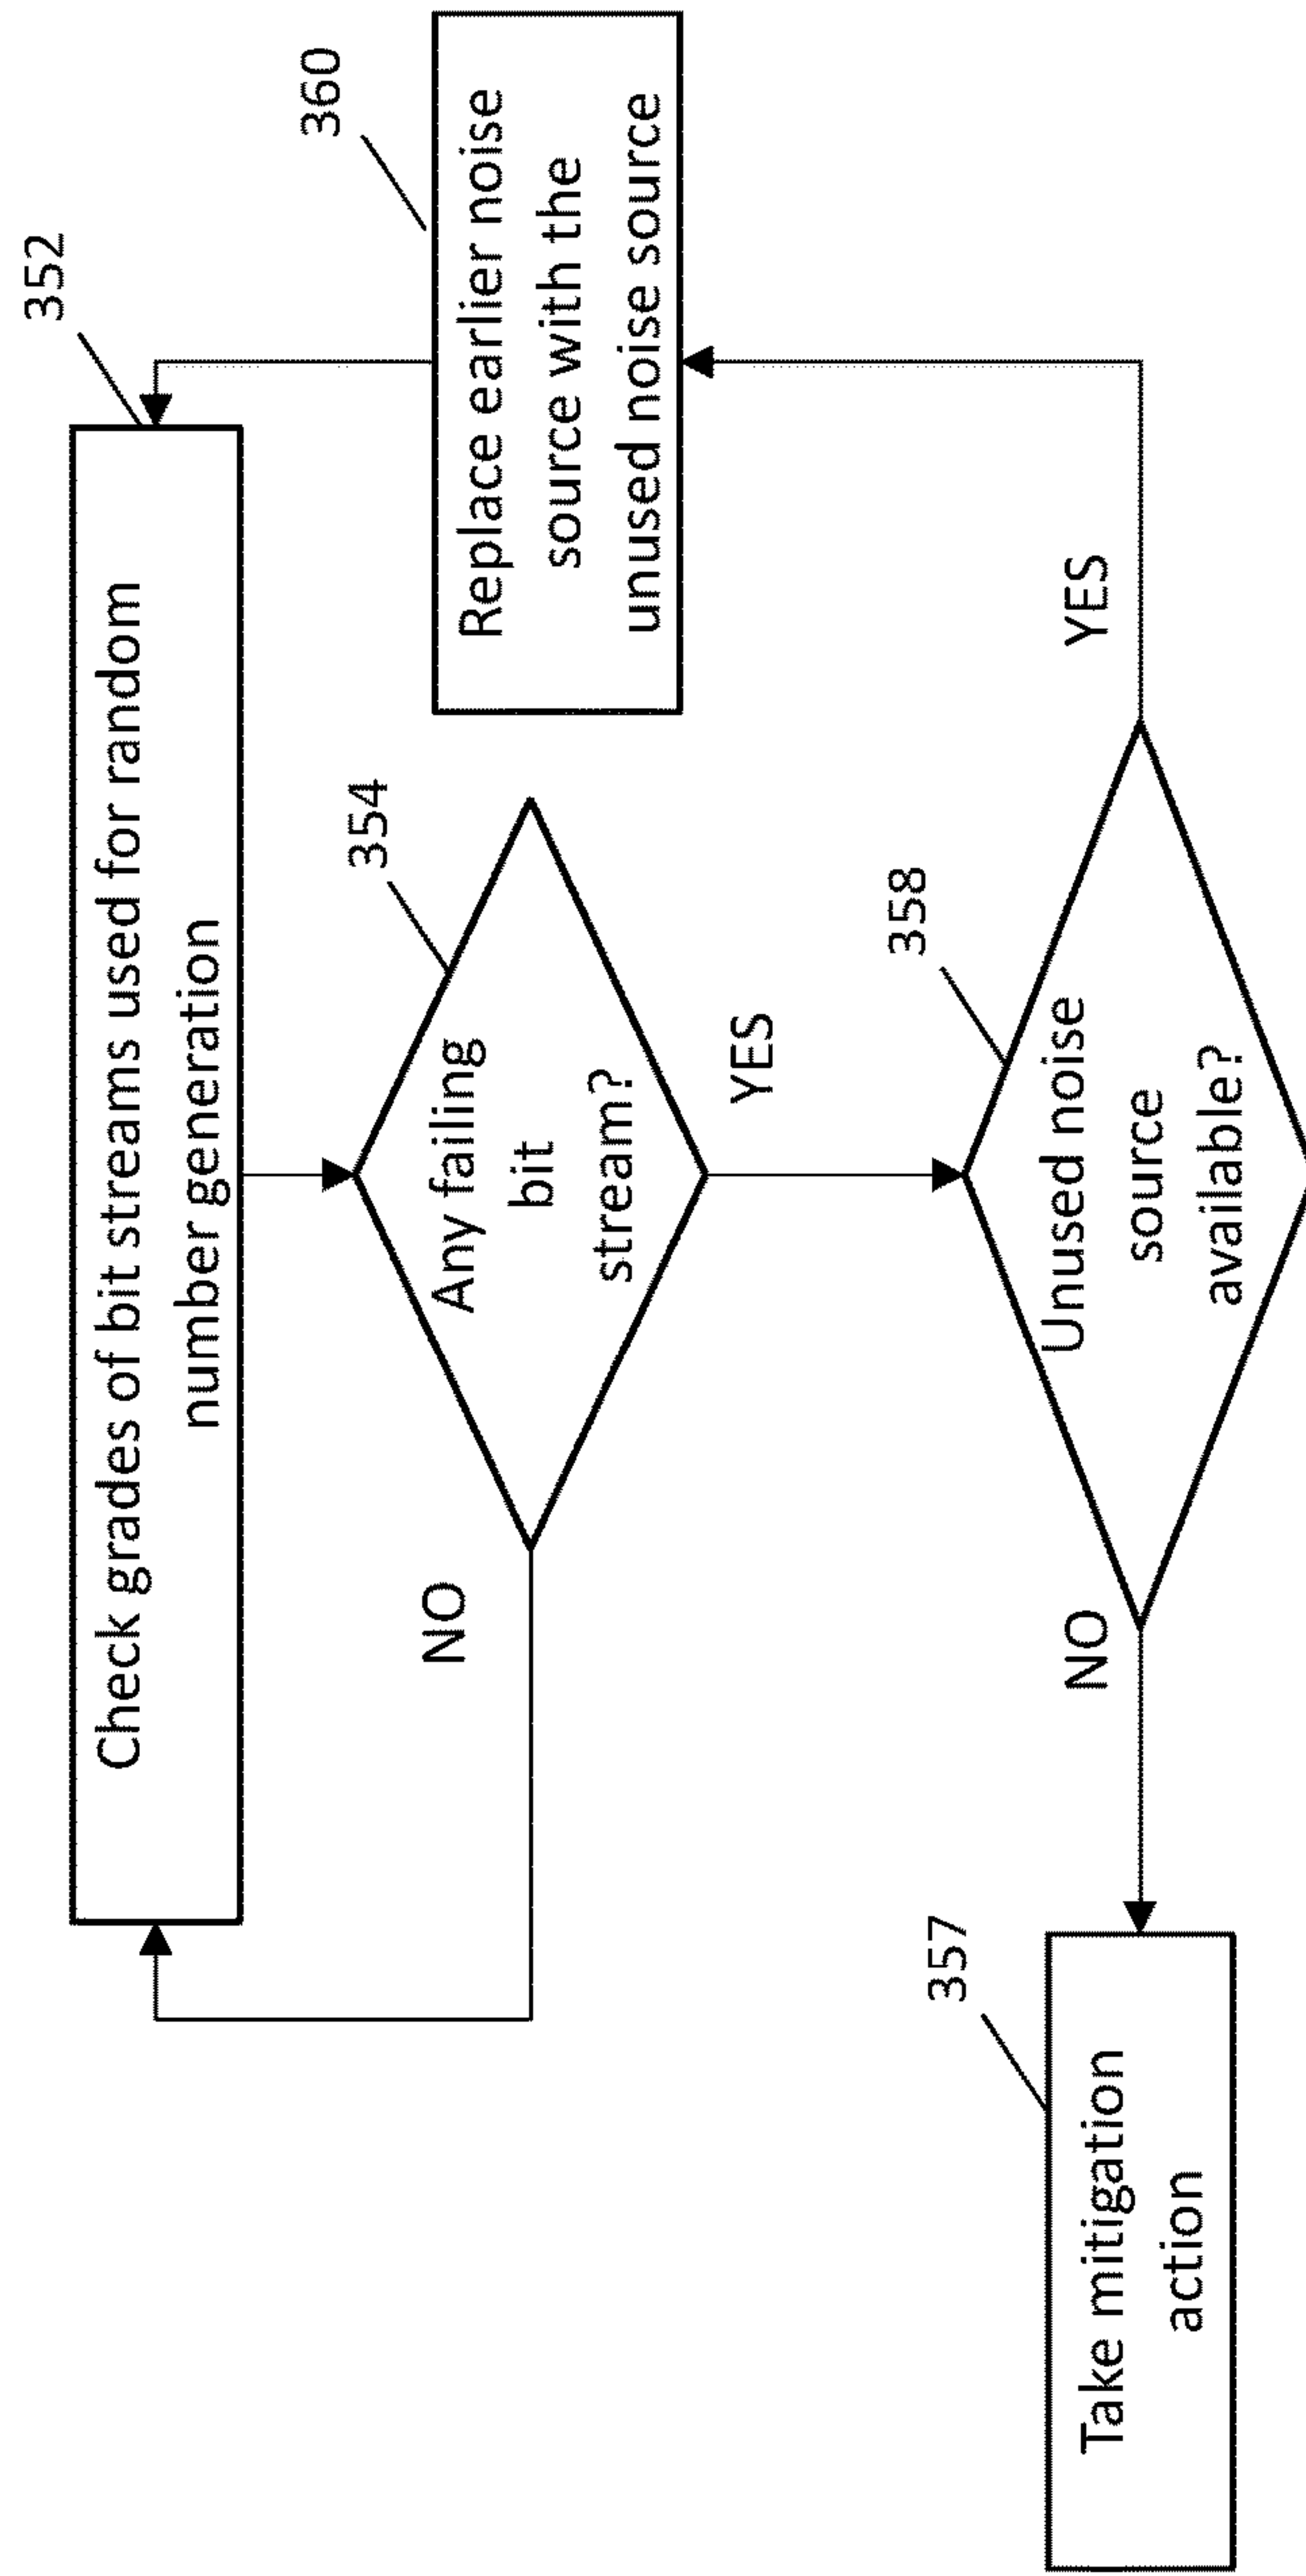 352
Check grades of bit streams used for random
number generation
354
Any failing
bit
stream?
NO
YES
360
Replace earlier noise
source with the
unused noise source
358
Unused noise
source
available?
NO
YES
357
Take mitigation
action